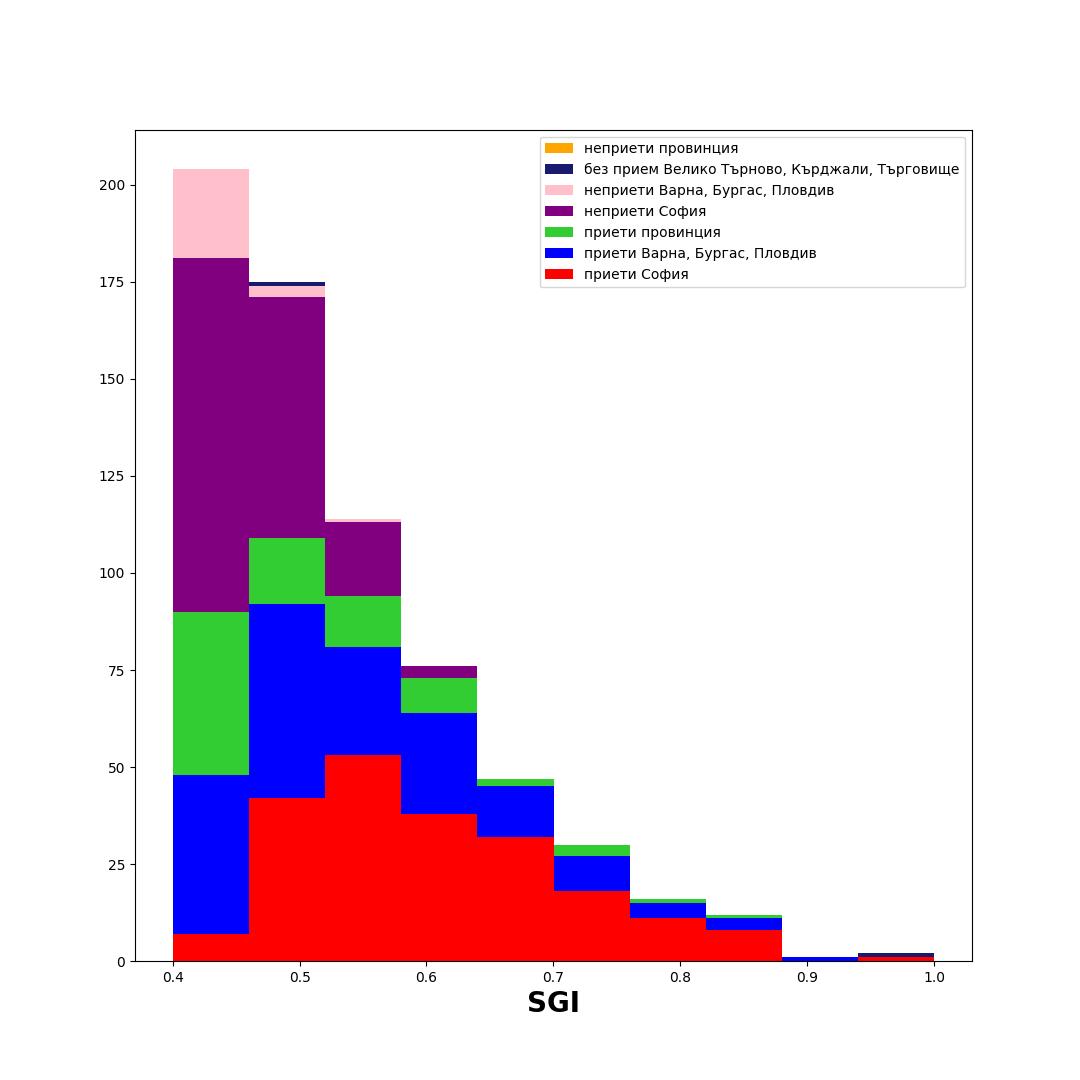 неприети провинция
без прием Велико Търново, Кърджали, Търговище
неприети Варна, Бургас, Пловдив
неприети София
приети провинция
приети Варна, Бургас, Пловдив
приети София
200
175
150
125
100
75
50
25
0
0.4 0.5 0.6 0.7 0.8 0.9 1.0
SGI